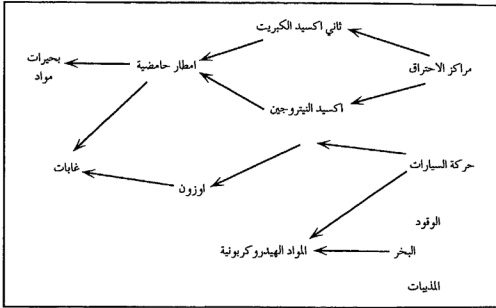 ثاني اكسيد الكبريت
مراكز الاحتراق
امطار حامضية
بحيرات
مواد
اكسيد النيتروجين
حركة السيارات
غابات
اوزون
الوقود
المواد الهيدروكربونية
البخر
المذيبات